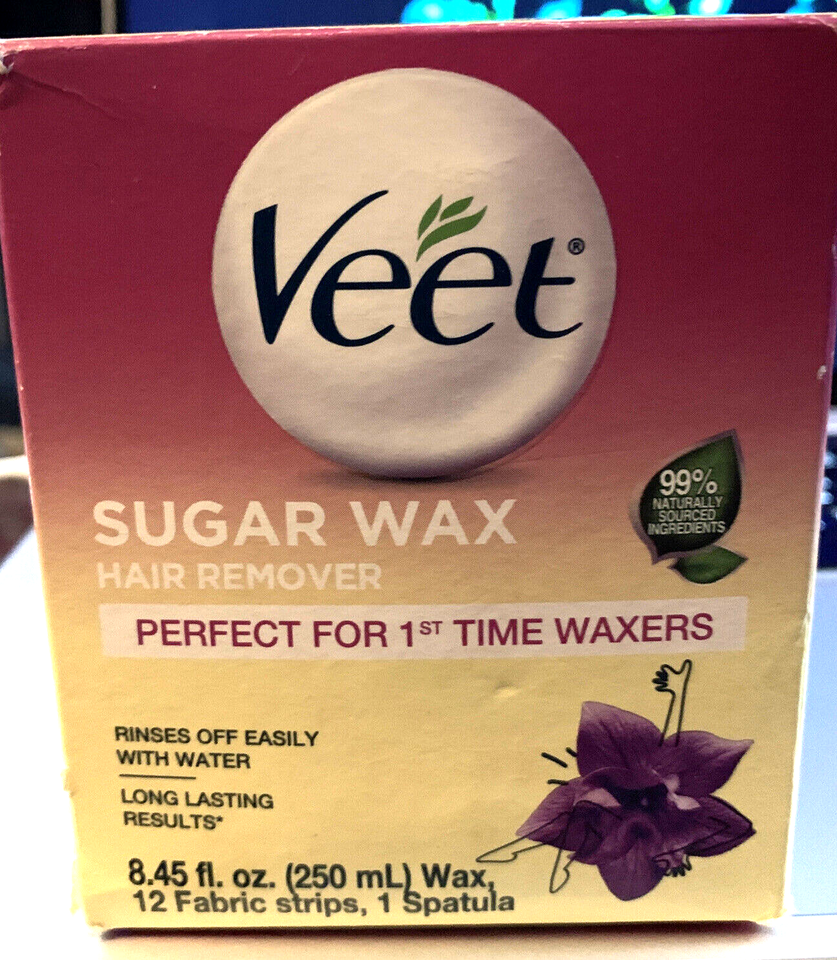 Veet®
SUGAR WAX
HAIR REMOVER
99%
NATURALLY
SOURCED
INGREDIENTS
PERFECT FOR 1ST TIME WAXERS
RINSES OFF EASILY
WITH WATER
LONG LASTING
RESULTS*
8.45 fl. oz. (250 mL) Wax,
12 Fabric strips, 1 Spatula